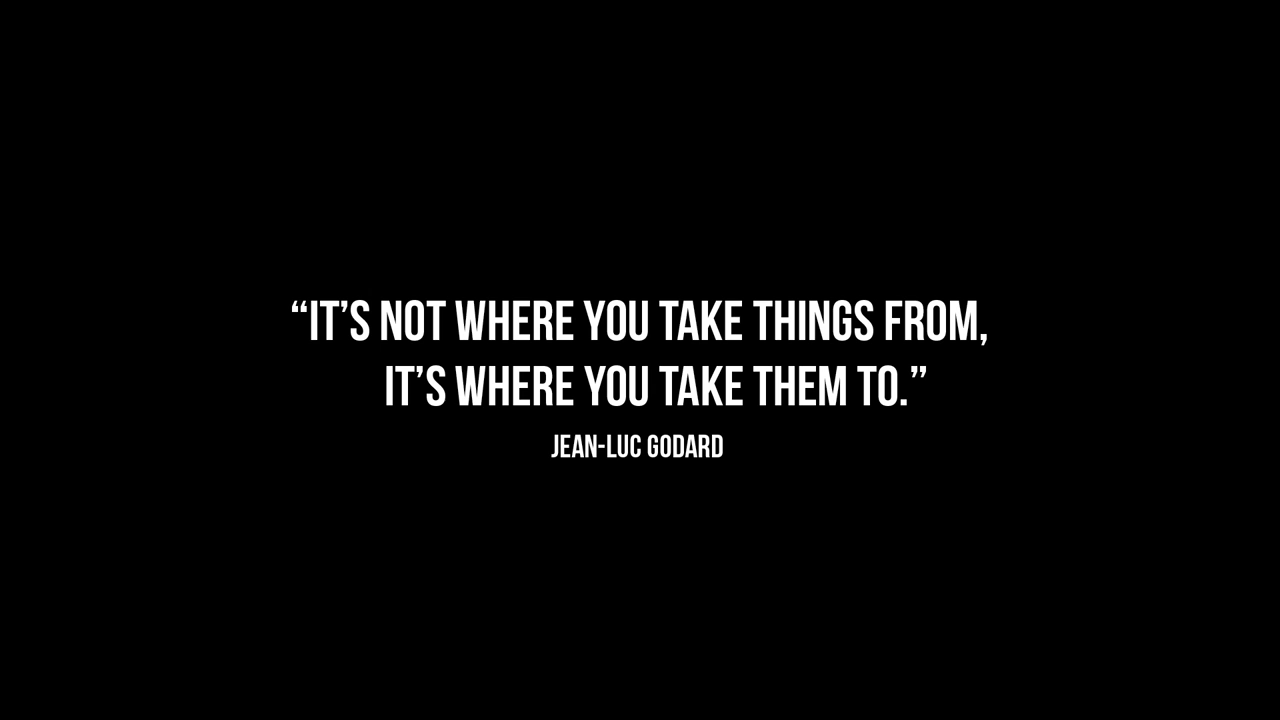 “IT’S NOT WHERE YOU TAKE THINGS FROM,
IT’S WHERE YOU TAKE THEM TO.”
JEAN-LUC GODARD